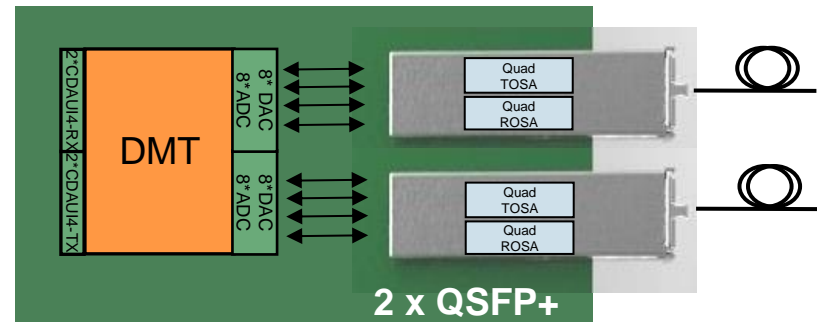 2*CDAUI4-RX
2*CDAUI4-TX
DMT
8* DAC
8*ADC
8*DAC
8*ADC
Quad
TOSA
Quad
ROSA
Quad
TOSA
Quad
ROSA
2 x QSFP+